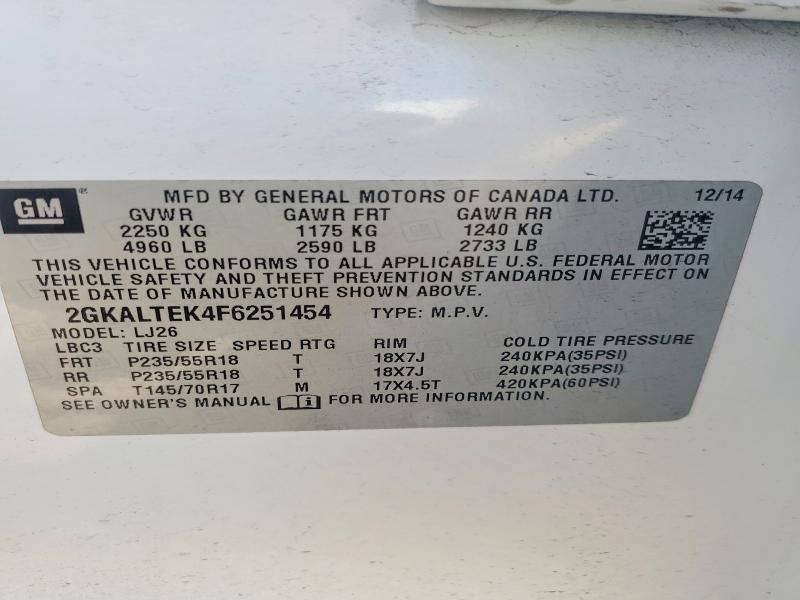 GM ® MFD BY GENERAL MOTORS OF CANADA LTD. 12/14
GVWR GAWR FRT GAWR RR
2250 KG 1175 KG 1240 KG
4960 LB 2590 LB 2733 LB
THIS VEHICLE CONFORMS TO ALL APPLICABLE U.S. FEDERAL MOTOR
VEHICLE SAFETY AND THEFT PREVENTION STANDARDS IN EFFECT ON
THE DATE OF MANUFACTURE SHOWN ABOVE.
2GKALTEK4F6251454 TYPE: M.P.V.
MODEL: LJ26
LBC3 TIRE SIZE SPEED RTG RIM COLD TIRE PRESSURE
FRT P235/55R18 T 18X7J 240KPA(35PSI)
RR P235/55R18 T 18X7J 240KPA(35PSI)
SPA T145/70R17 M 17X4.5T 420KPA(60PSI)
SEE OWNER'S MANUAL i FOR MORE INFORMATION.